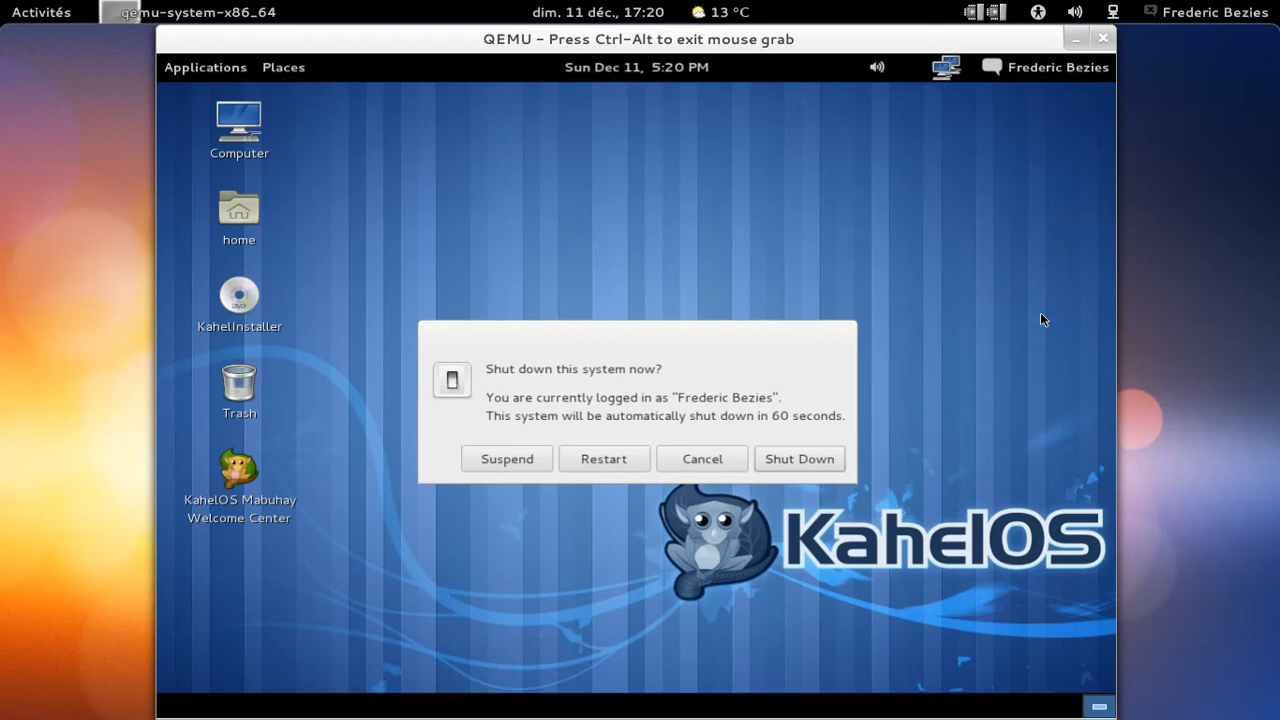 Activités qemu-system-x86_64 dim. 11 déc., 17:20 13 °C Frederic Bezies
QEMU - Press Ctrl-Alt to exit mouse grab
Applications Places Sun Dec 11, 5:20 PM Frederic Bezies
Computer
home
KahelInstaller
Trash
KahelOS Mabuhay
Welcome Center
Shut down this system now?
You are currently logged in as "Frederic Bezies".
This system will be automatically shut down in 60 seconds.
Suspend Restart Cancel Shut Down
KahelOS